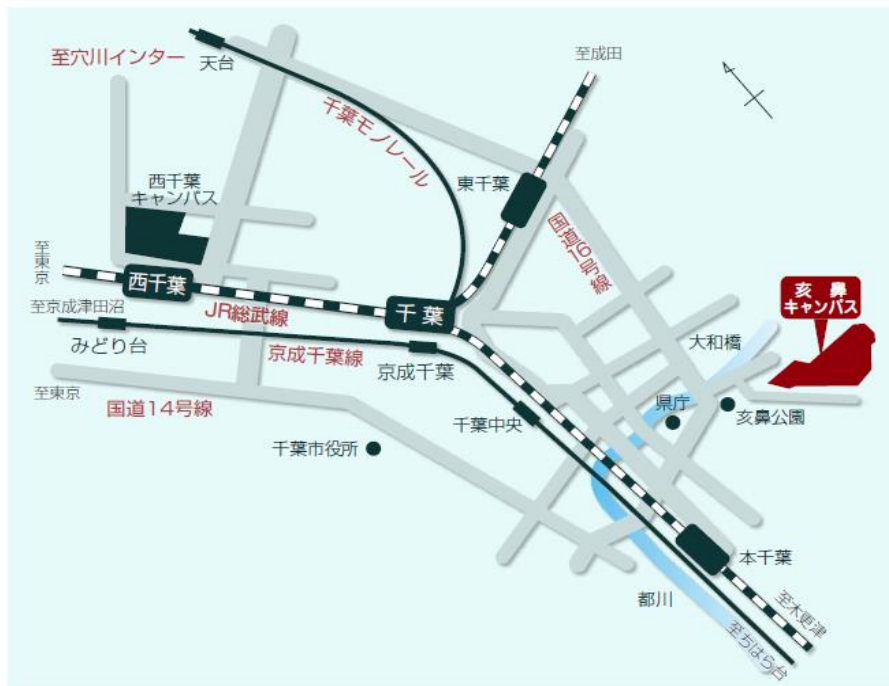 至穴川インター
天台
至成田
千葉モノレール
東千葉
西千葉
キャンパス
国道16号線
至
東
京
西千葉
千葉
亥鼻
キャンパス
至京成津田沼
JR総武線
大和橋
みどり台
京成千葉線
京成千葉
至東京
国道14号線
千葉中央
県庁
亥鼻公園
千葉市役所
本千葉
都川
至木更津
至ちはら台